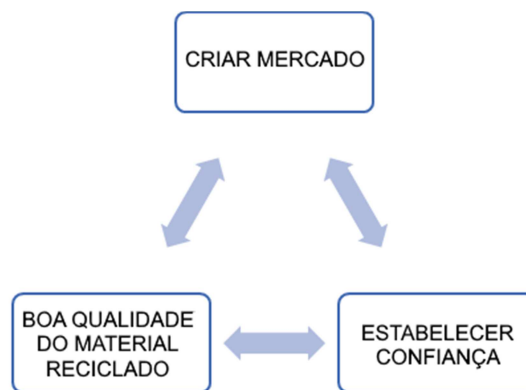 CRIAR MERCADO
BOA QUALIDADE
DO MATERIAL
RECICLADO
ESTABELECER
CONFIANÇA